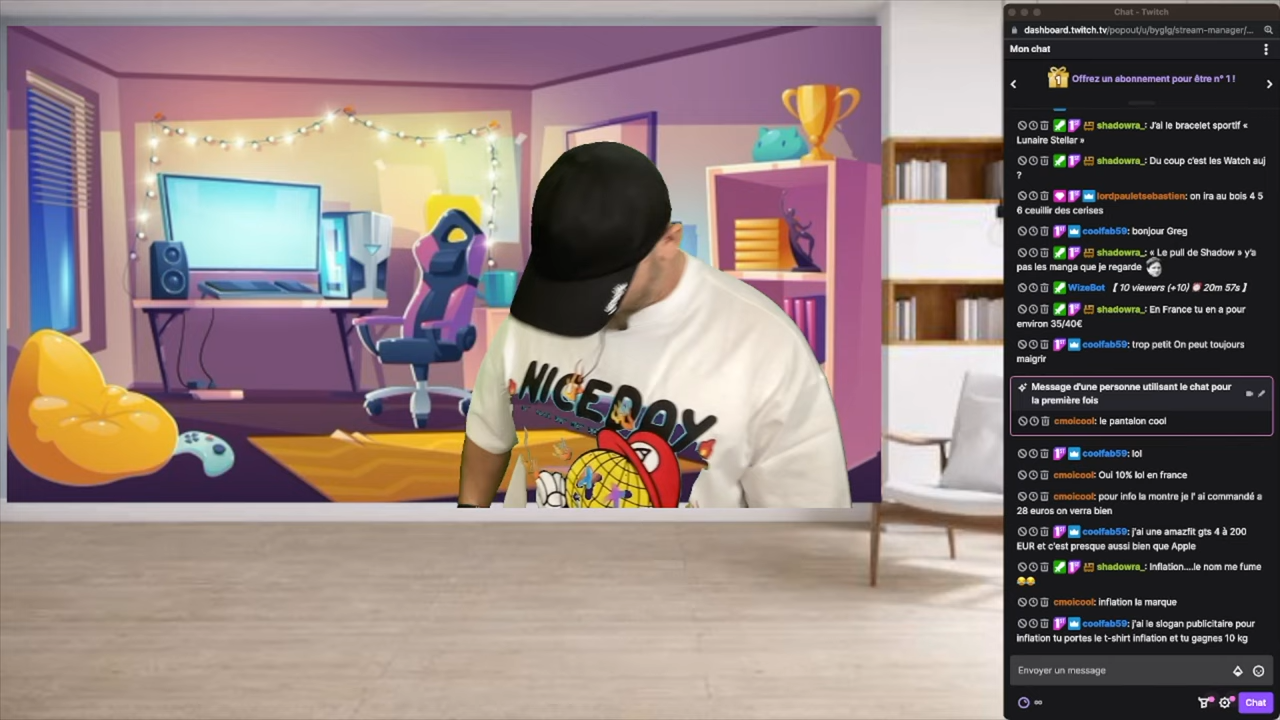 Chat - Twitch
dashboard.twitch.tv/popout/u/byglg/stream-manager/...
Mon chat
1
Offrez un abonnement pour être n° 1 !
shadowra_: J'ai le bracelet sportif «
Lunaire Stellar »
shadowra_: Du coup c'est les Watch auj
?
lordpauletsebastien: on ira au bois 4 5
6 ceuillir des cerises
coolfab59: bonjour Greg
shadowra_: « Le pull de Shadow » y'a
pas les manga que je regarde
WizeBot 【 10 viewers (+10) ⏰ 20m 57s 】
shadowra_: En France tu en a pour
environ 35/40€
coolfab59: trop petit On peut toujours
maigrir
Message d'une personne utilisant le chat pour
la première fois
cmoicool: le pantalon cool
coolfab59: lol
cmoicool: Oui 10% lol en france
cmoicool: pour info la montre je l' ai commandé a
28 euros on verra bien
coolfab59: j'ai une amazfit gts 4 à 200
EUR et c'est presque aussi bien que Apple
shadowra_: Inflation....le nom me fume
😂😂
cmoicool: inflation la marque
coolfab59: j'ai le slogan publicitaire pour
inflation tu portes le t-shirt inflation et tu gagnes 10 kg
Envoyer un message
∞
Chat
NICEDAY